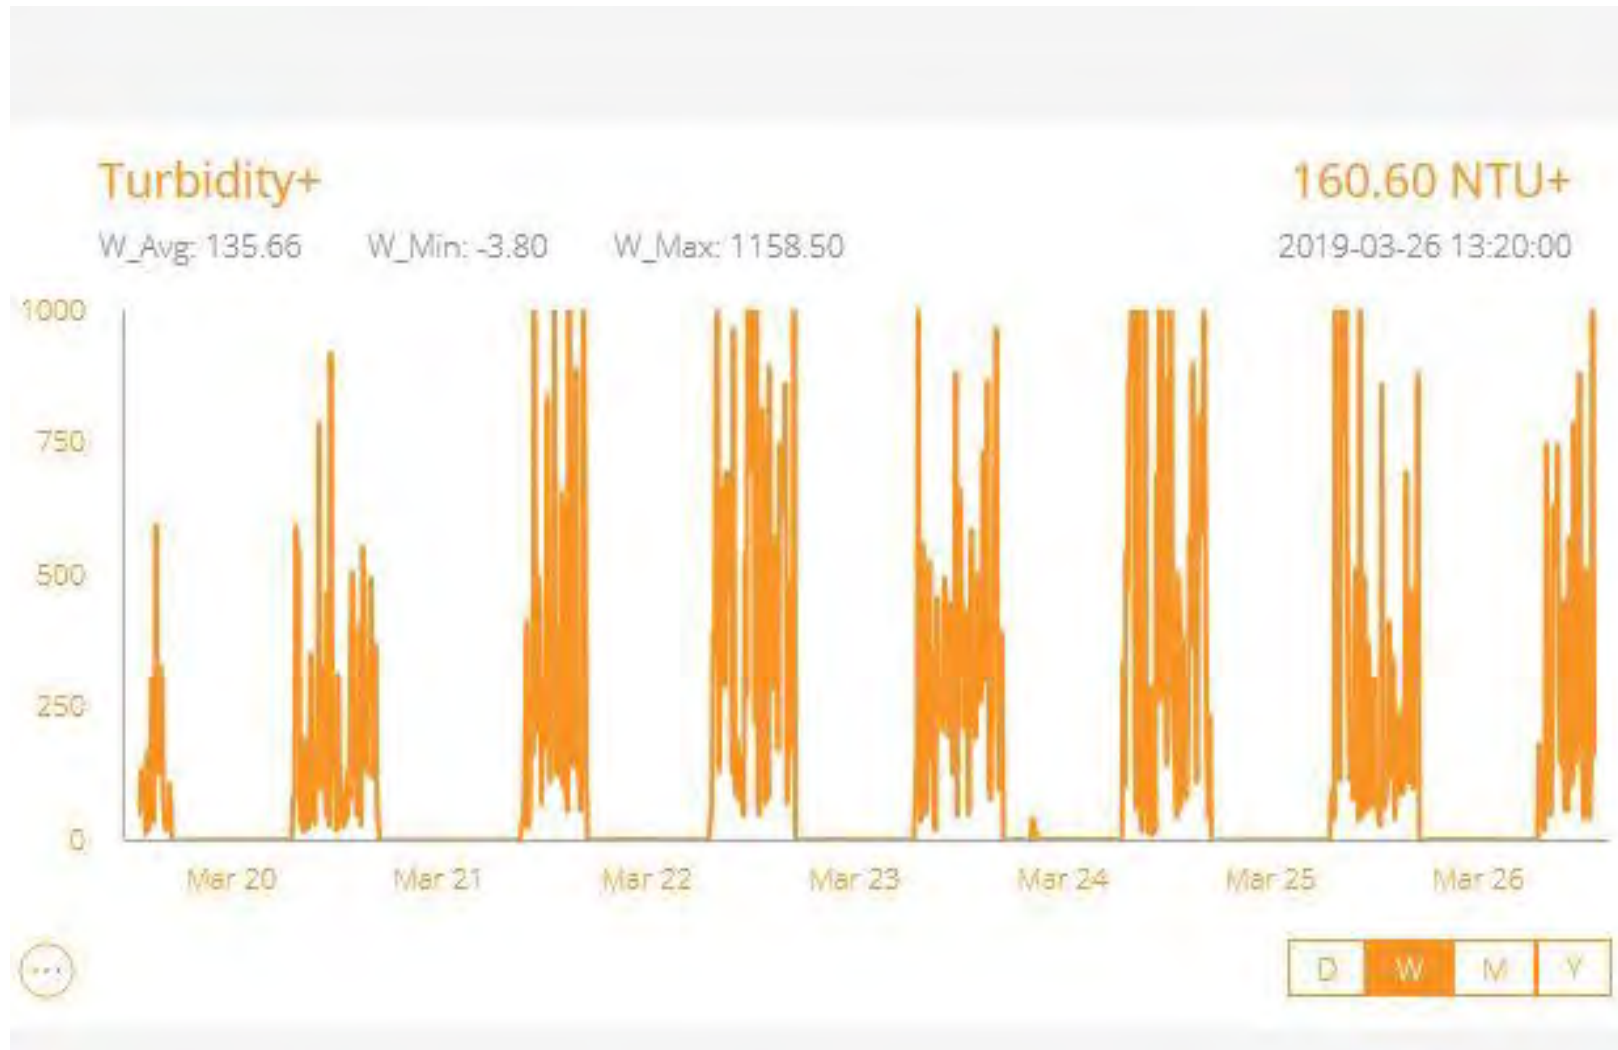 Turbidity+ 160.60 NTU+
W_Avg: 135.66 W_Min: -3.80 W_Max: 1158.50 2019-03-26 13:20:00
1000
750
500
250
0
Mar 20 Mar 21 Mar 22 Mar 23 Mar 24 Mar 25 Mar 26
D W M Y